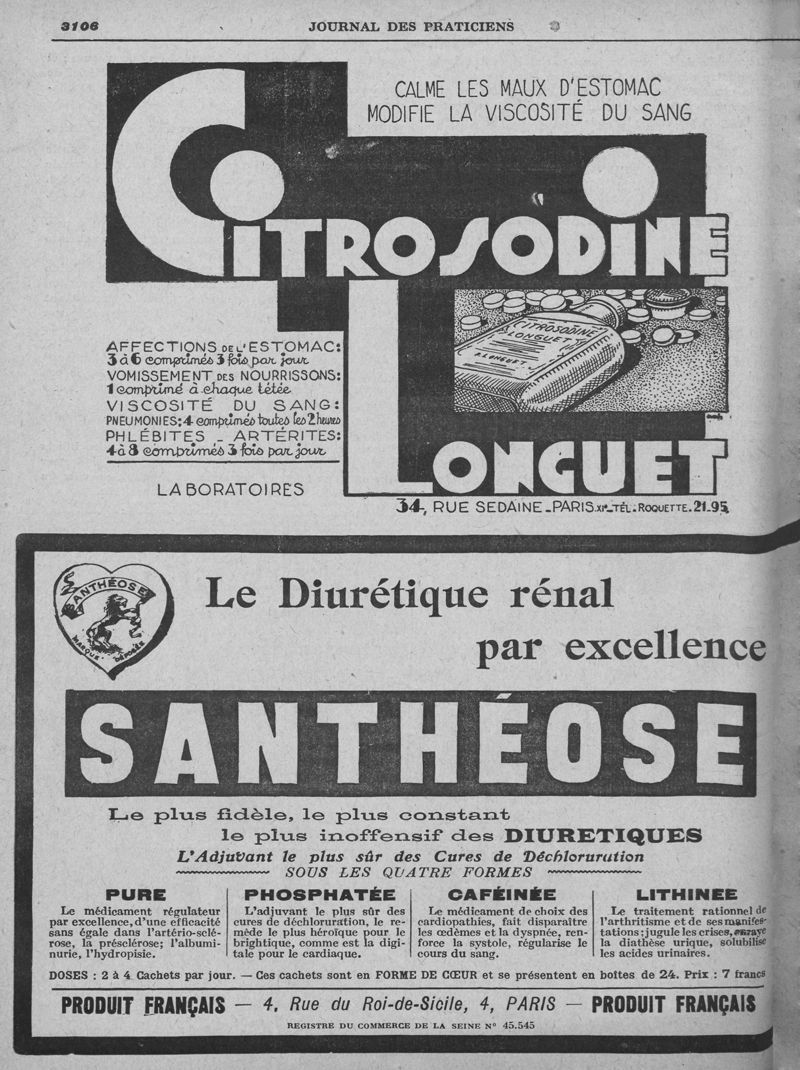 3106
JOURNAL DES PRATICIENS
CALME LES MAUX D'ESTOMAC
MODIFIE LA VISCOSITÉ DU SANG
CITROSODINE
CITROSODINE
LONGUET
LONGUET
AFFECTIONS DE L'ESTOMAC:
3 à 6 comprimés 3 fois par jour
VOMISSEMENT DES NOURRISSONS:
1 comprimé à chaque tétée
VISCOSITÉ DU SANG:
PNEUMONIES: 4 comprimés toutes les 2 heures
PHLÉBITES - ARTÉRITES:
4 à 8 comprimés 3 fois par jour
LABORATOIRES
LONGUET
34, RUE SEDAINE - PARIS. XIe - TÉL: ROQUETTE. 21.95
SANTHÉOSE
MARQUE DÉPOSÉE
Le Diurétique rénal
par excellence
SANTHÉOSE
Le plus fidèle, le plus constant
le plus inoffensif des DIURETIQUES
L'Adjuvant le plus sûr des Cures de Déchloruration
SOUS LES QUATRE FORMES
PURE
Le médicament régulateur
par excellence, d'une efficacité
sans égale dans l'artério-sclé-
rose, la présclérose; l'albumi-
nurie, l'hydropisie.
PHOSPHATÉE
L'adjuvant le plus sûr des
cures de déchloruration, le re-
mède le plus héroïque pour le
brightique, comme est la digi-
tale pour le cardiaque.
CAFÉINÉE
Le médicament de choix des
cardiopathies, fait disparaître
les œdèmes et la dyspnée, ren-
force la systole, régularise le
cours du sang.
LITHINEE
Le traitement rationnel de
l'arthritisme et de ses manifes-
tations; jugule les crises, enraye
la diathèse urique, solubilise
les acides urinaires.
DOSES : 2 à 4 Cachets par jour. — Ces cachets sont en FORME DE CŒUR et se présentent en boîtes de 24. Prix : 7 francs
PRODUIT FRANÇAIS — 4, Rue du Roi-de-Sicile, 4, PARIS — PRODUIT FRANÇAIS
REGISTRE DU COMMERCE DE LA SEINE N° 45.545